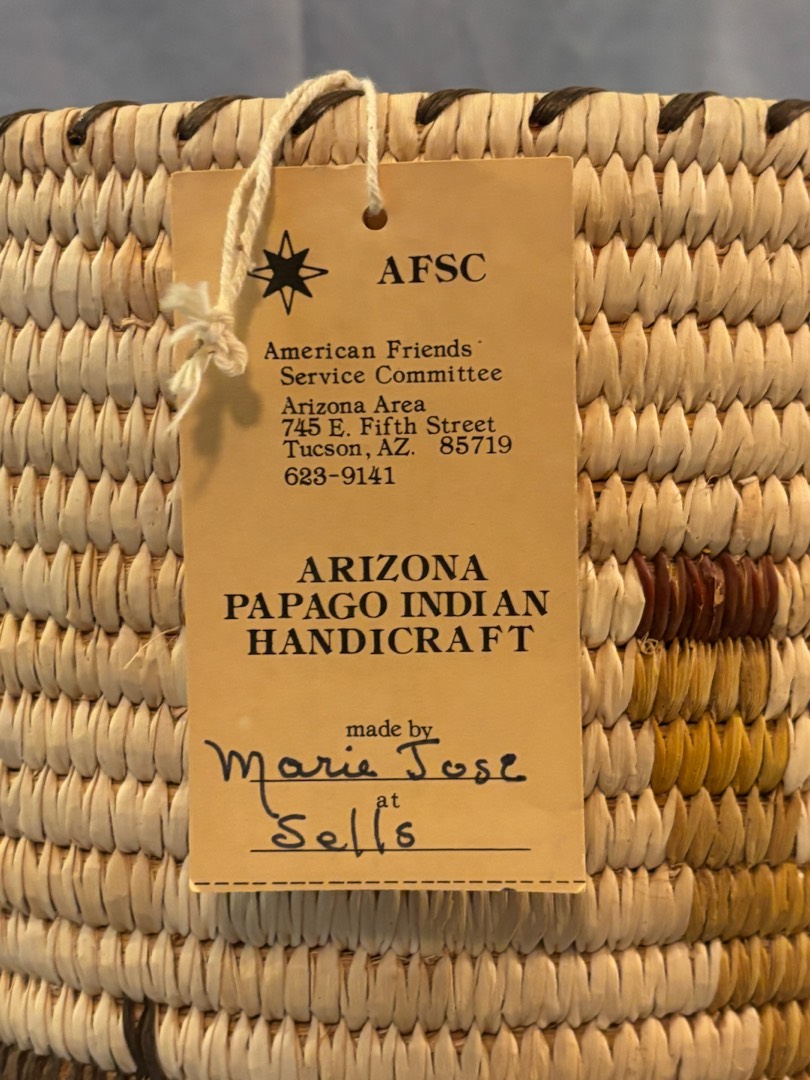 AFSC
American Friends
Service Committee
Arizona Area
745 E. Fifth Street
Tucson, AZ. 85719
623-9141
ARIZONA
PAPAGO INDIAN
HANDICRAFT
made by
Marie Jose
at
Sells